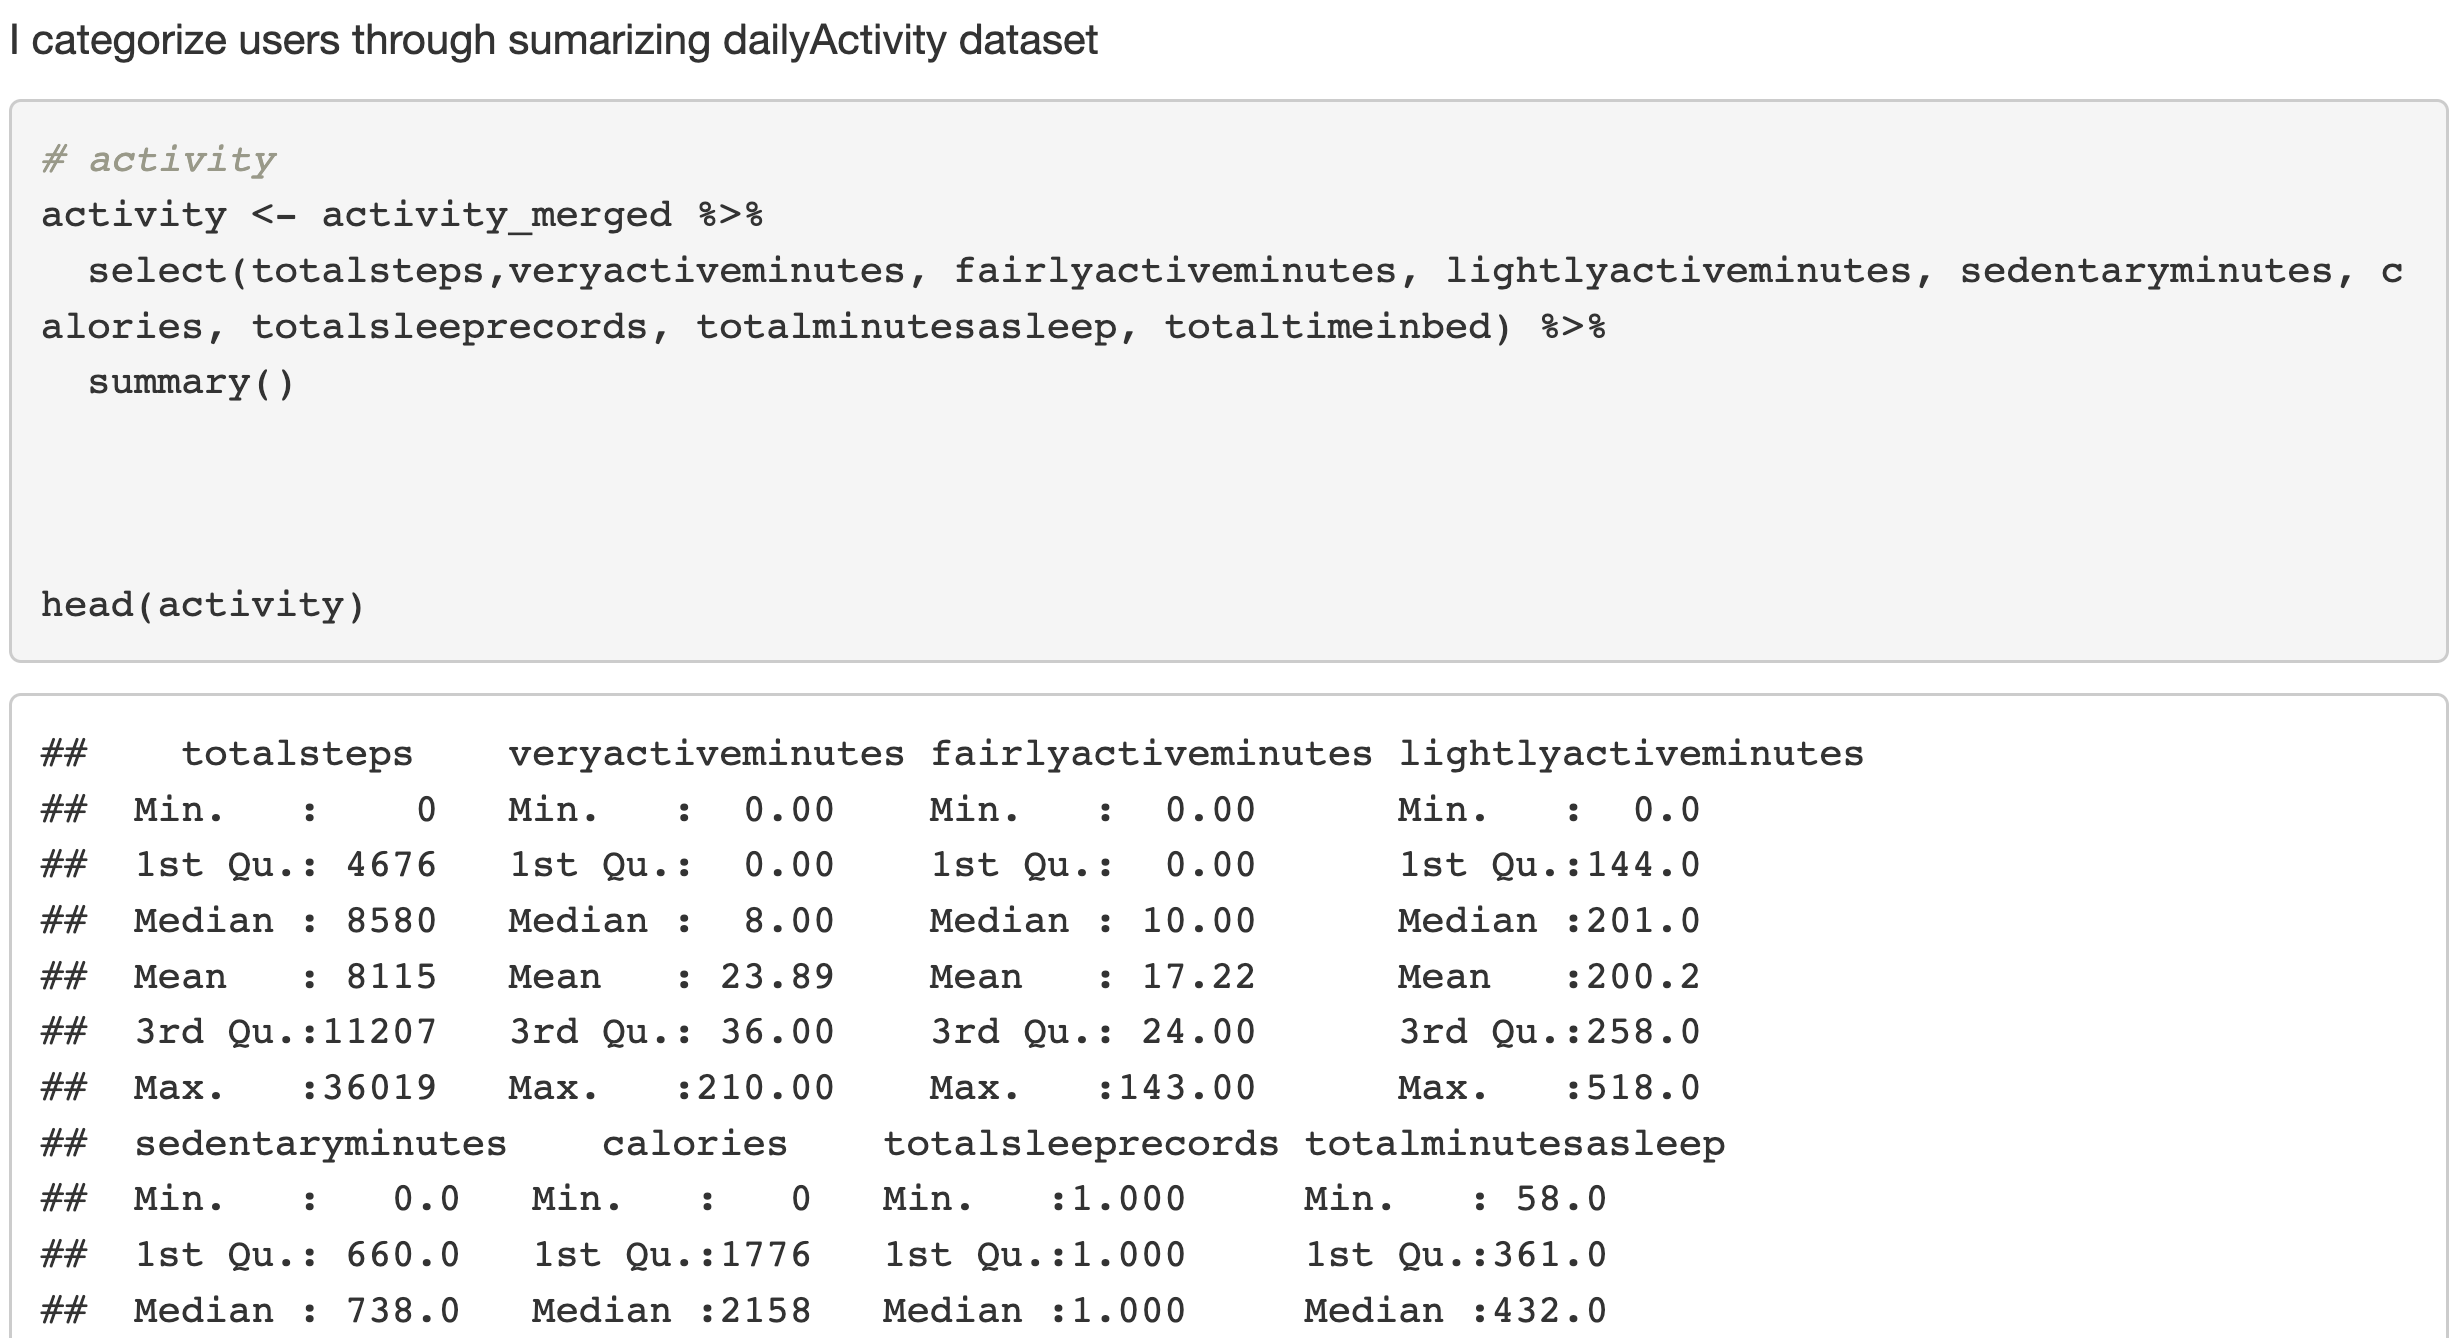 I categorize users through sumarizing dailyActivity dataset
# activity
activity <- activity_merged %>%
  select(totalsteps,veryactiveminutes, fairlyactiveminutes, lightlyactiveminutes, sedentaryminutes, c
alories, totalsleeprecords, totalminutesasleep, totaltimeinbed) %>%
  summary()
head(activity)
##    totalsteps    veryactiveminutes fairlyactiveminutes lightlyactiveminutes
##  Min.   :    0   Min.   :  0.00    Min.   :  0.00      Min.   :  0.0
##  1st Qu.: 4676   1st Qu.:  0.00    1st Qu.:  0.00      1st Qu.:144.0
##  Median : 8580   Median :  8.00    Median : 10.00      Median :201.0
##  Mean   : 8115   Mean   : 23.89    Mean   : 17.22      Mean   :200.2
##  3rd Qu.:11207   3rd Qu.: 36.00    3rd Qu.: 24.00      3rd Qu.:258.0
##  Max.   :36019   Max.   :210.00    Max.   :143.00      Max.   :518.0
##  sedentaryminutes    calories    totalsleeprecords totalminutesasleep
##  Min.   :   0.0   Min.   :   0   Min.   :1.000     Min.   : 58.0
##  1st Qu.: 660.0   1st Qu.:1776   1st Qu.:1.000     1st Qu.:361.0
##  Median : 738.0   Median :2158   Median :1.000     Median :432.0